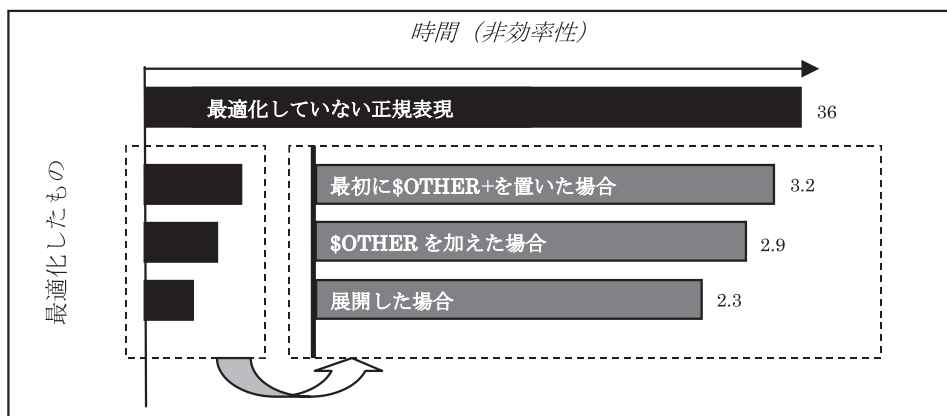 時間（非効率性）
最適化していない正規表現
36
最適化したもの
最初に$OTHER+を置いた場合
3.2
$OTHER を加えた場合
2.9
展開した場合
2.3